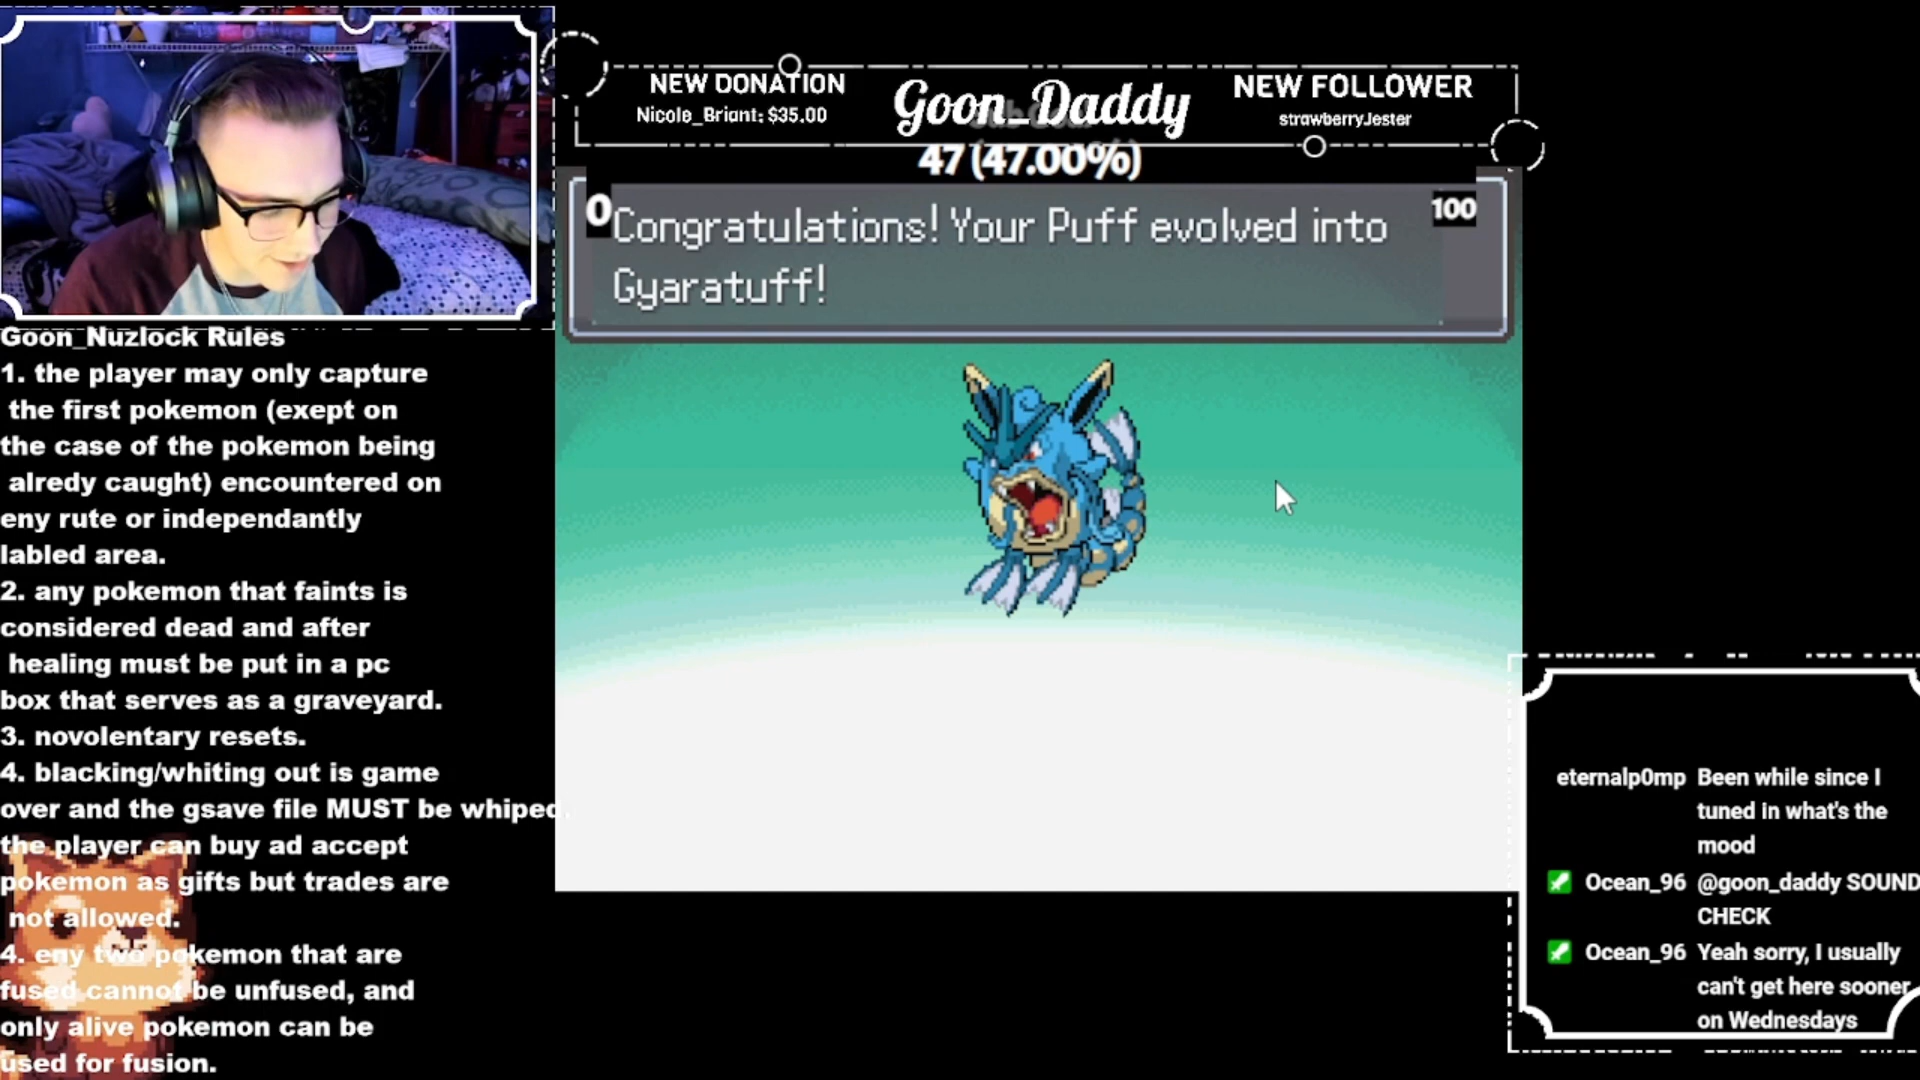 NEW DONATION
Nicole_Briant: $35.00
Goon_Daddy
NEW FOLLOWER
strawberryJester
47 (47.00%)
0
100
Congratulations! Your Puff evolved into
Gyaratuff!
Goon_Nuzlock Rules
1. the player may only capture
the first pokemon (exept on
the case of the pokemon being
alredy caught) encountered on
eny rute or independantly
labled area.
2. any pokemon that faints is
considered dead and after
healing must be put in a pc
box that serves as a graveyard.
3. novolentary resets.
4. blacking/whiting out is game
over and the gsave file MUST be whiped.
the player can buy ad accept
pokemon as gifts but trades are
not allowed.
4. eny two pokemon that are
fused cannot be unfused, and
only alive pokemon can be
used for fusion.
eternalp0mp Been while since I
tuned in what's the
mood
Ocean_96 @goon_daddy SOUND
CHECK
Ocean_96 Yeah sorry, I usually
can't get here sooner
on Wednesdays